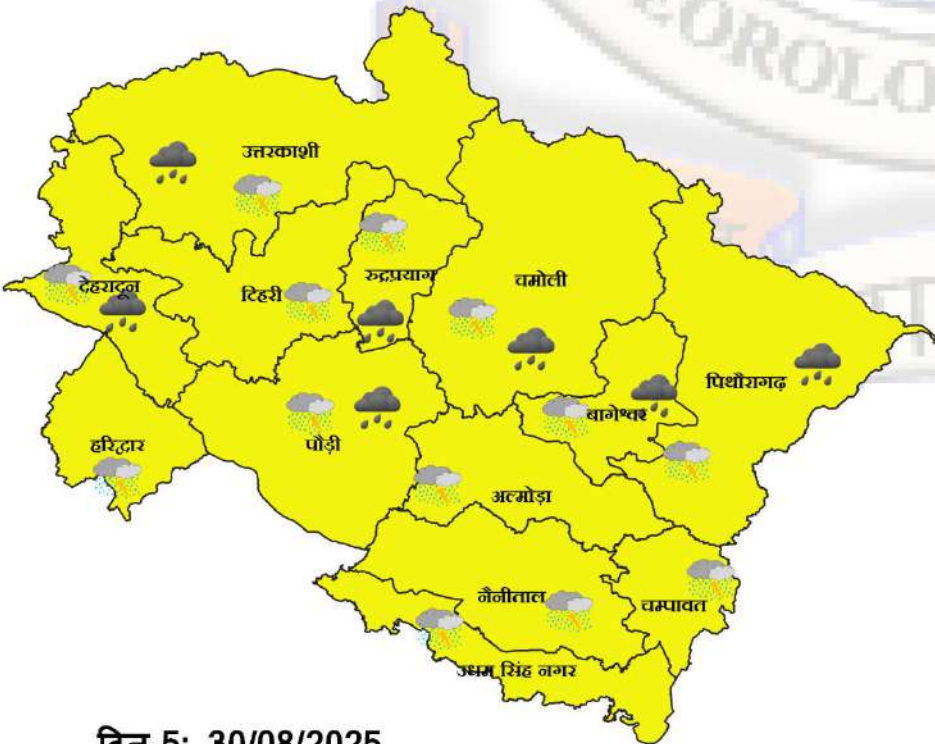 OROLO
उत्तरकाशी
रुद्रप्रयाग
चमोली
देहरादून
टिहरी
पिथौरागढ़
बागेश्वर
हरिद्वार
पौड़ी
अल्मोड़ा
नैनीताल
चम्पावत
उधम सिंह नगर
दिन 5: 30/08/2025